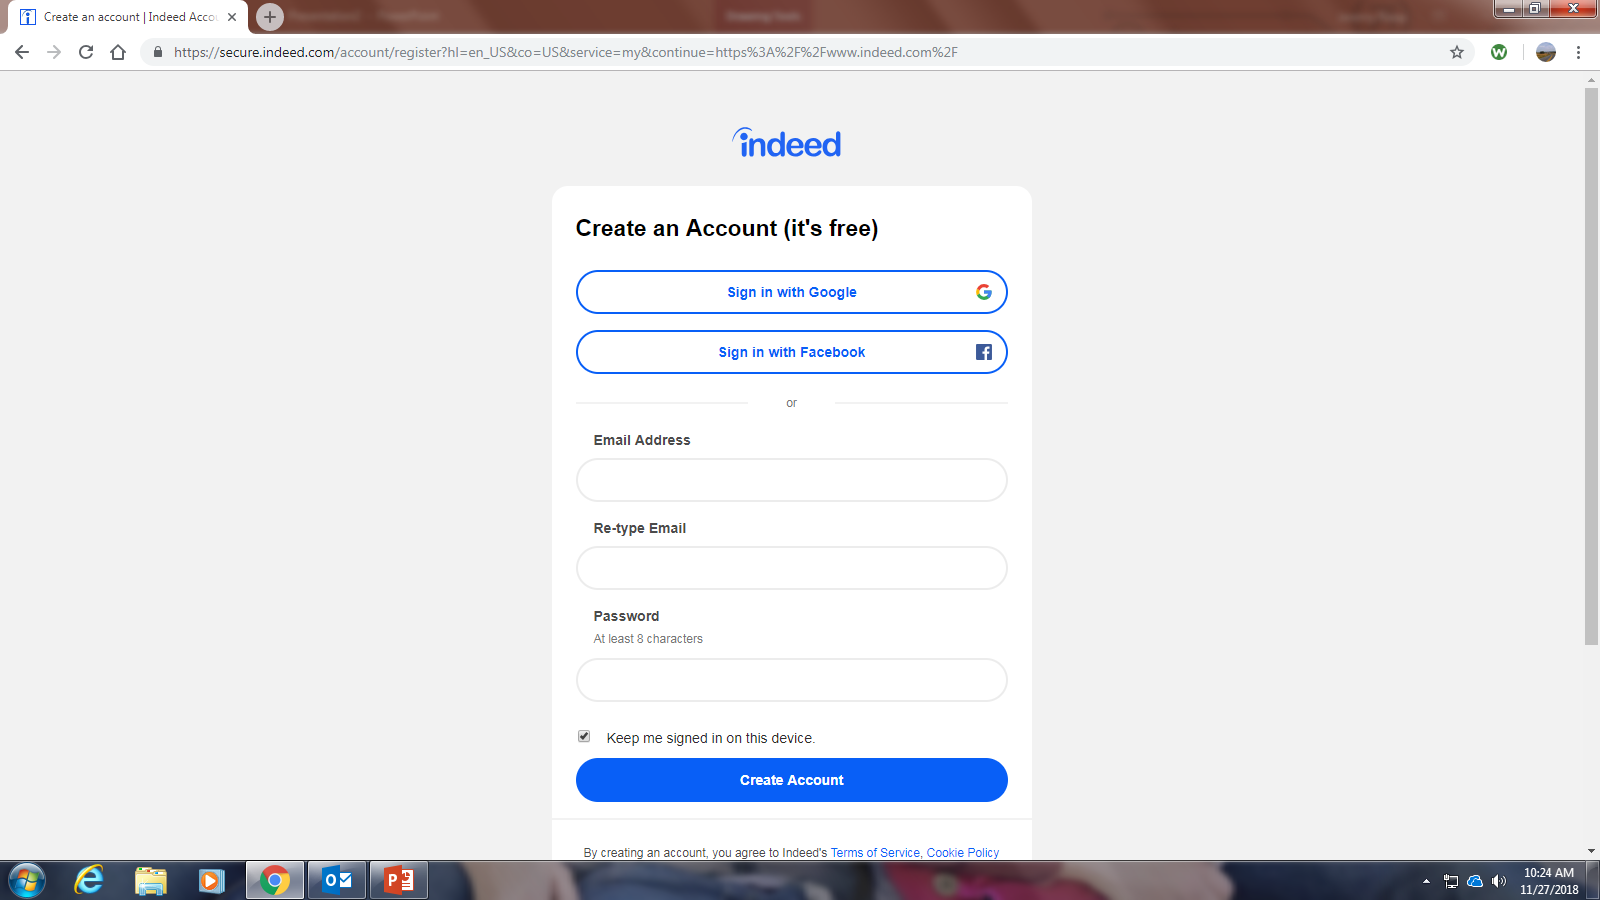 Create an account | Indeed Acco
https://secure.indeed.com/account/register?hl=en_US&co=US&service=my&continue=https%3A%2F%2Fwww.indeed.com%2F
indeed
Create an Account (it's free)
Sign in with Google
Sign in with Facebook
or
Email Address
Re-type Email
Password
At least 8 characters
Keep me signed in on this device.
Create Account
By creating an account, you agree to Indeed's Terms of Service, Cookie Policy
10:24 AM
11/27/2018